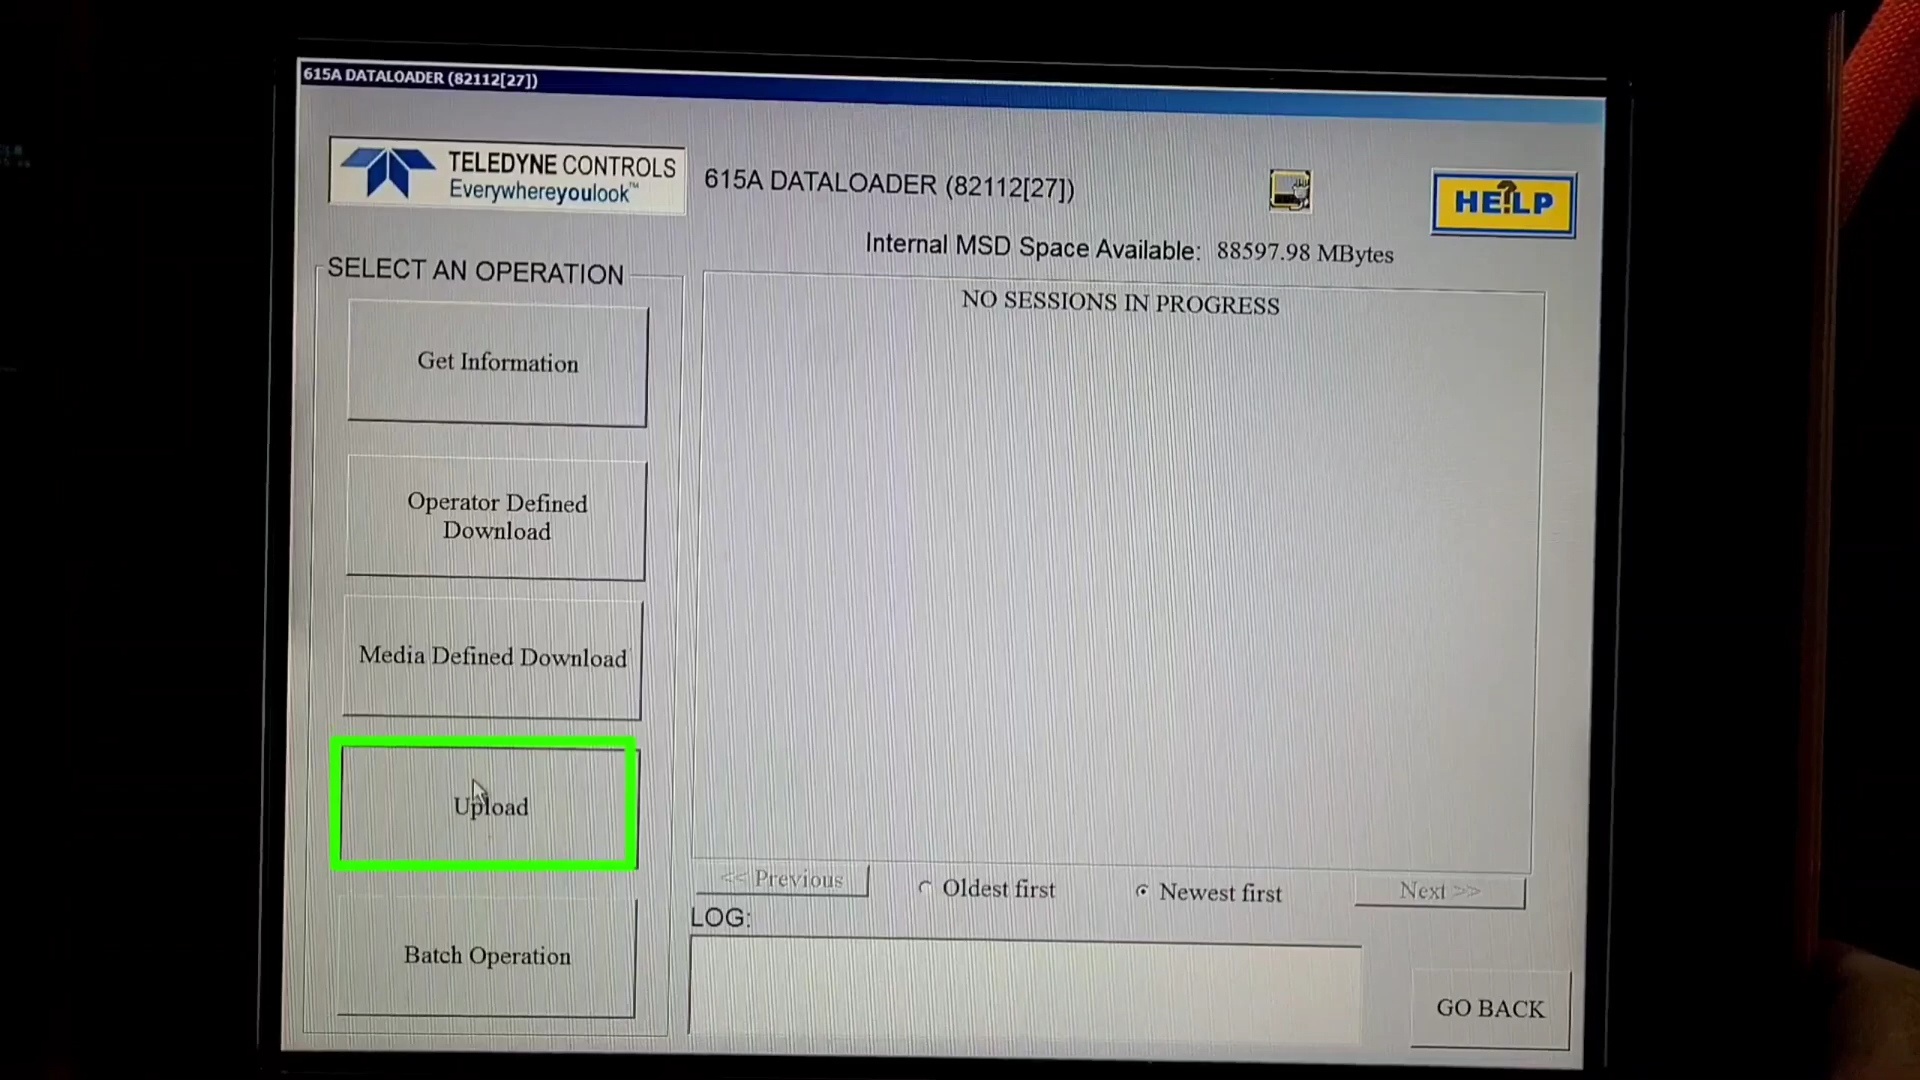 615A DATALOADER (82112[27])
TELEDYNE CONTROLS
Everywhereyoulook™
615A DATALOADER (82112[27])
HELP
?
Internal MSD Space Available: 88597.98 MBytes
SELECT AN OPERATION
NO SESSIONS IN PROGRESS
Get Information
Operator Defined
Download
Media Defined Download
Upload
Batch Operation
<< Previous
Oldest first
Newest first
Next >>
LOG:
GO BACK